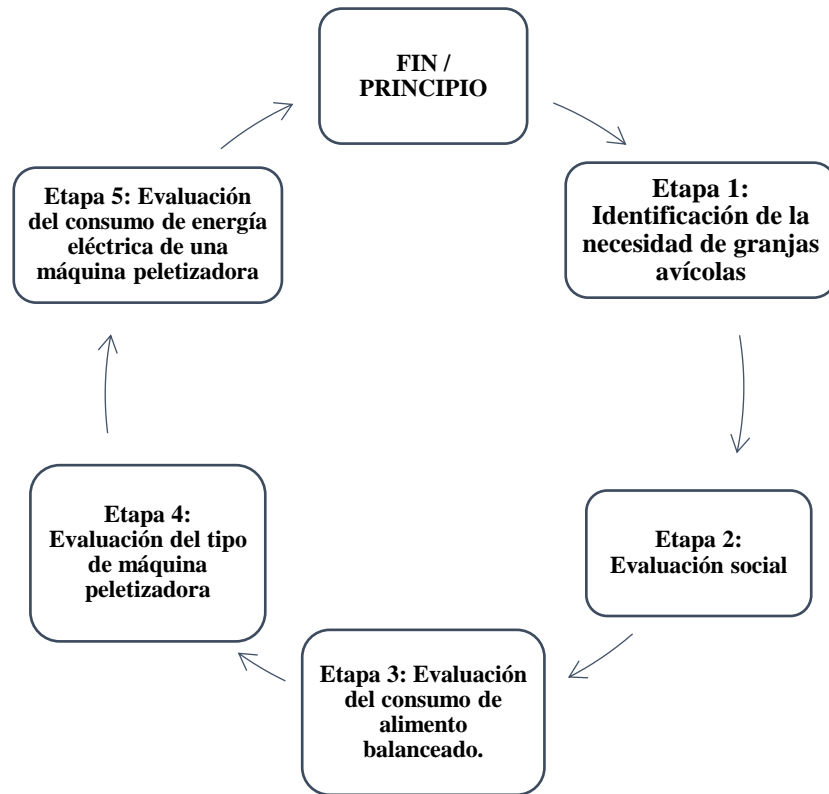 FIN /
PRINCIPIO
Etapa 1:
Identificación de la
necesidad de granjas
avícolas
Etapa 2:
Evaluación social
Etapa 3: Evaluación
del consumo de
alimento
balanceado.
Etapa 4:
Evaluación del tipo
de máquina
peletizadora
Etapa 5: Evaluación
del consumo de energía
eléctrica de una
máquina peletizadora